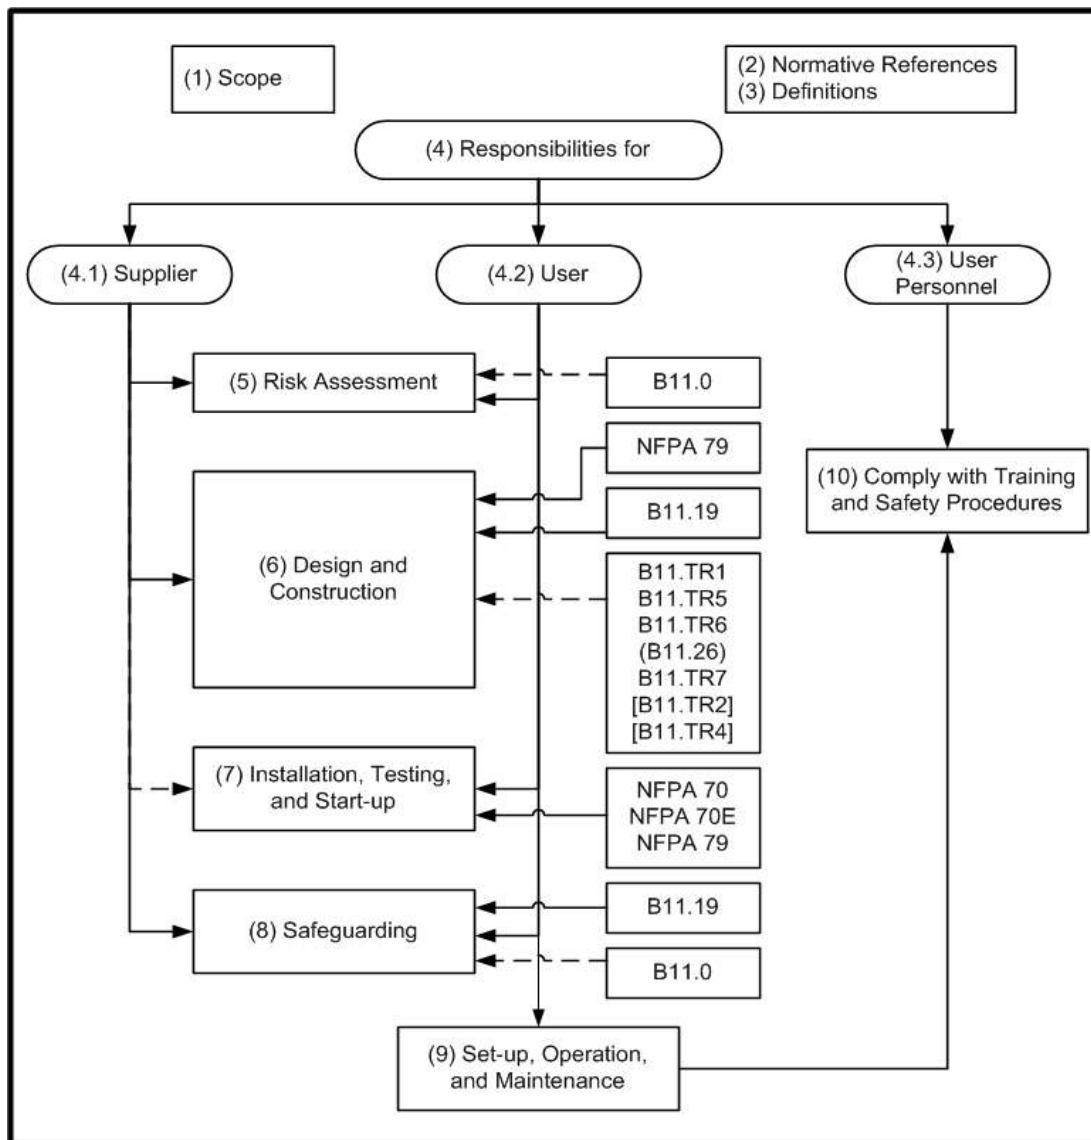 (1) Scope
(2) Normative References
(3) Definitions
(4) Responsibilities for
(4.1) Supplier
(4.2) User
(4.3) User
Personnel
(5) Risk Assessment
B11.0
NFPA 79
B11.19
(6) Design and
Construction
B11.TR1
B11.TR5
B11.TR6
(B11.26)
B11.TR7
[B11.TR2]
[B11.TR4]
(10) Comply with Training
and Safety Procedures
(7) Installation, Testing,
and Start-up
NFPA 70
NFPA 70E
NFPA 79
(8) Safeguarding
B11.19
B11.0
(9) Set-up, Operation,
and Maintenance